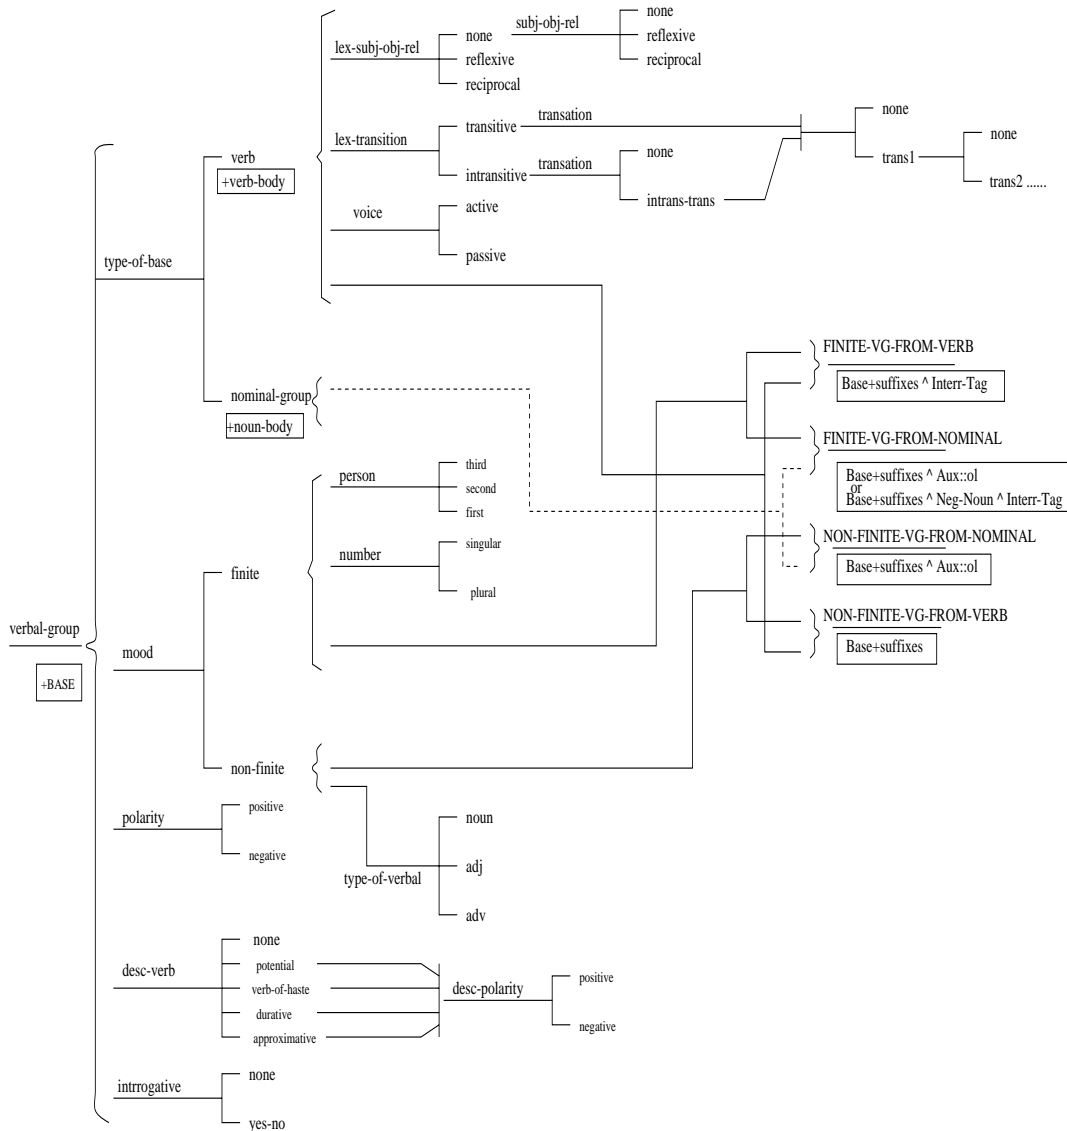 none
subj-obj-rel
none
reflexive
lex-subj-obj-rel
reflexive
reciprocal
reciprocal
none
transation
transitive
none
lex-transition
verb
none
trans1
transation
+verb-body
intransitive
trans2 ......
intrans-trans
active
voice
passive
type-of-base
FINITE-VG-FROM-VERB
Base+suffixes ^ Interr-Tag
nominal-group
+noun-body
FINITE-VG-FROM-NOMINAL
third
person
Base+suffixes ^ Aux::ol
second
or
Base+suffixes ^ Neg-Noun ^ Interr-Tag
first
NON-FINITE-VG-FROM-NOMINAL
singular
number
Base+suffixes ^ Aux::ol
finite
plural
NON-FINITE-VG-FROM-VERB
verbal-group
Base+suffixes
mood
+BASE
non-finite
positive
noun
polarity
negative
adj
type-of-verbal
adv
none
potential
desc-verb
positive
verb-of-haste
desc-polarity
durative
negative
approximative
none
intrrogative
yes-no